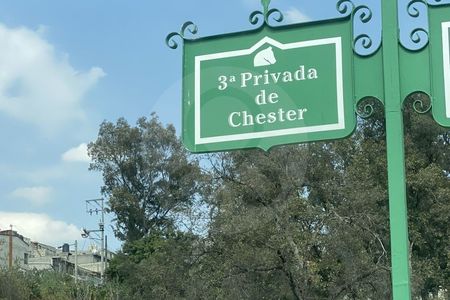 3ª Privada
de
Chester